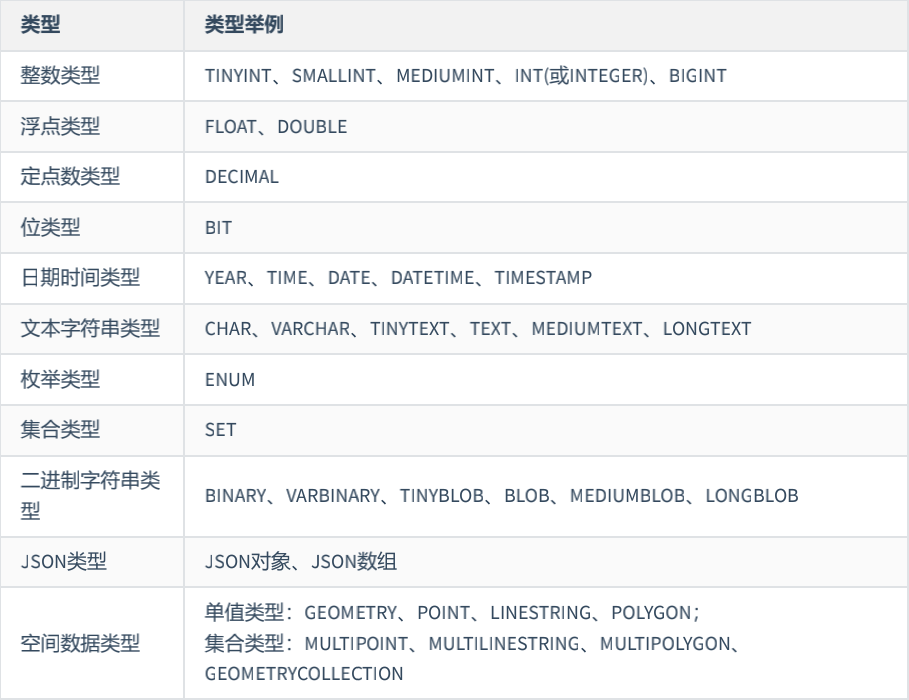 类型 类型举例
整数类型 TINYINT、SMALLINT、MEDIUMINT、INT(或INTEGER)、BIGINT
浮点类型 FLOAT、DOUBLE
定点数类型 DECIMAL
位类型 BIT
日期时间类型 YEAR、TIME、DATE、DATETIME、TIMESTAMP
文本字符串类型 CHAR、VARCHAR、TINYTEXT、TEXT、MEDIUMTEXT、LONGTEXT
枚举类型 ENUM
集合类型 SET
二进制字符串类
型
BINARY、VARBINARY、TINYBLOB、BLOB、MEDIUMBLOB、LONGBLOB
JSON类型 JSON对象、JSON数组
空间数据类型
单值类型：GEOMETRY、POINT、LINESTRING、POLYGON；
集合类型：MULTIPOINT、MULTILINESTRING、MULTIPOLYGON、
GEOMETRYCOLLECTION